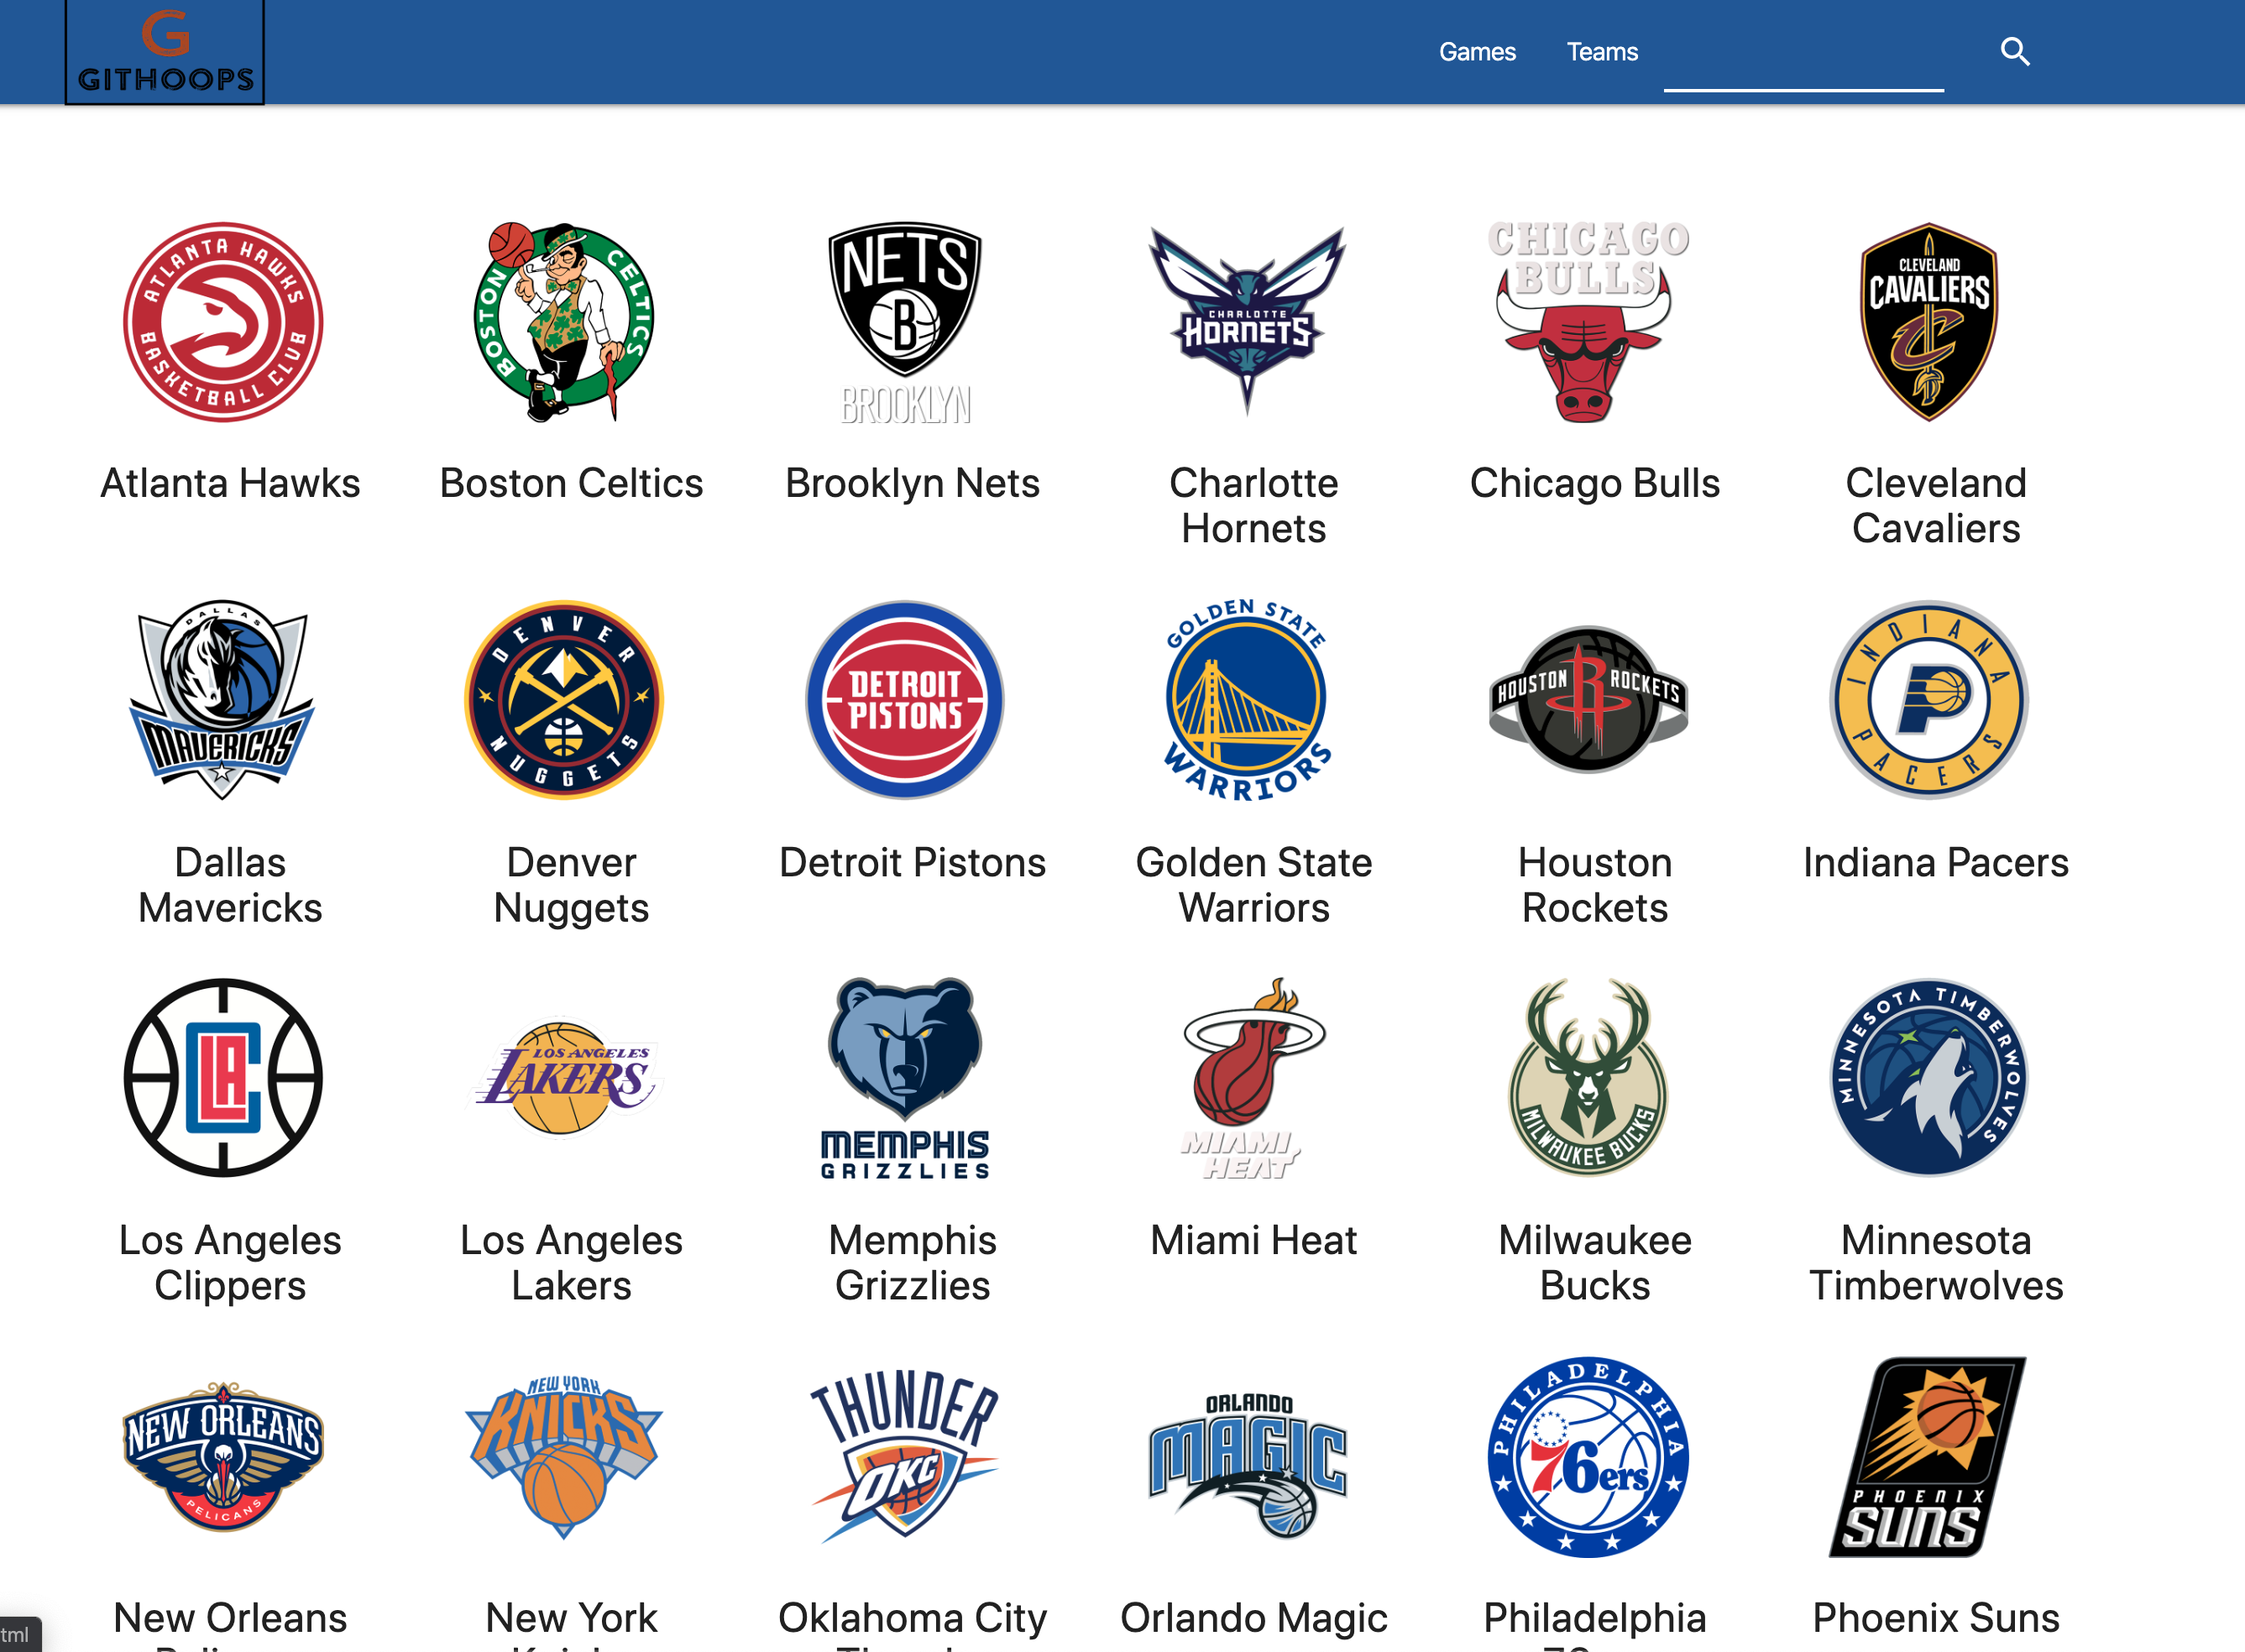 G
GITHOOPS
Games
Teams
ATLANTA HAWKS
BASKETBALL CLUB
BOSTON CELTICS
NETS
B
BROOKLYN
CHARLOTTE
HORNETS
CHICAGO
BULLS
CLEVELAND
CAVALIERS
C
Atlanta Hawks
Boston Celtics
Brooklyn Nets
Charlotte
Hornets
Chicago Bulls
Cleveland
Cavaliers
DALLAS
MAVERICKS
DENVER
NUGGETS
DETROIT
PISTONS
GOLDEN STATE
WARRIORS
HOUSTON R ROCKETS
INDIANA
P
PACERS
Dallas
Mavericks
Denver
Nuggets
Detroit Pistons
Golden State
Warriors
Houston
Rockets
Indiana Pacers
LA
C
LOS ANGELES
LAKERS
MEMPHIS
GRIZZLIES
MIAMI
HEAT
MILWAUKEE BUCKS
MINNESOTA TIMBERWOLVES
Los Angeles
Clippers
Los Angeles
Lakers
Memphis
Grizzlies
Miami Heat
Milwaukee
Bucks
Minnesota
Timberwolves
NEW ORLEANS
PELICANS
NEW YORK
KNICKS
THUNDER
OKC
ORLANDO
MAGIC
PHILADELPHIA
76ers
PHOENIX
SUNS
New Orleans
New York
Oklahoma City
Orlando Magic
Philadelphia
Phoenix Suns
tml